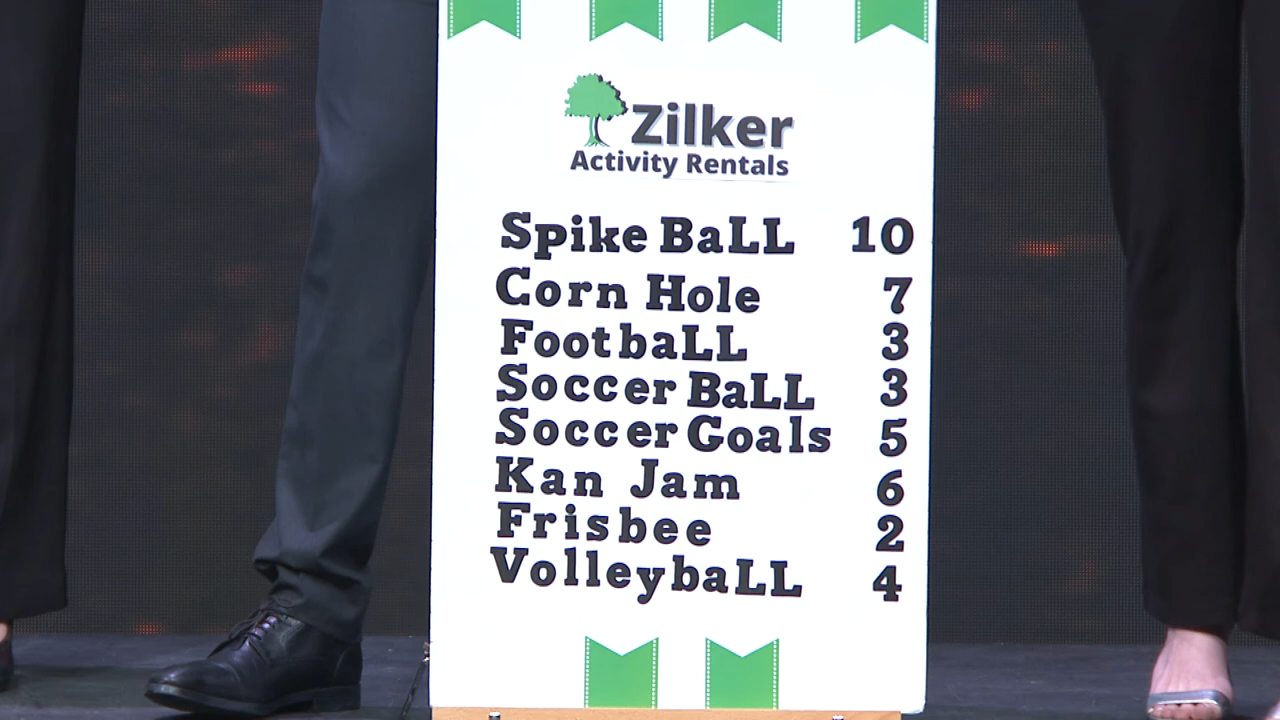 Zilker
Activity Rentals
Spike BaLL 10
Corn Hole 7
FootbaLL 3
Soccer BaLL 3
Soccer Goals 5
Kan Jam 6
Frisbee 2
VolleybaLL 4